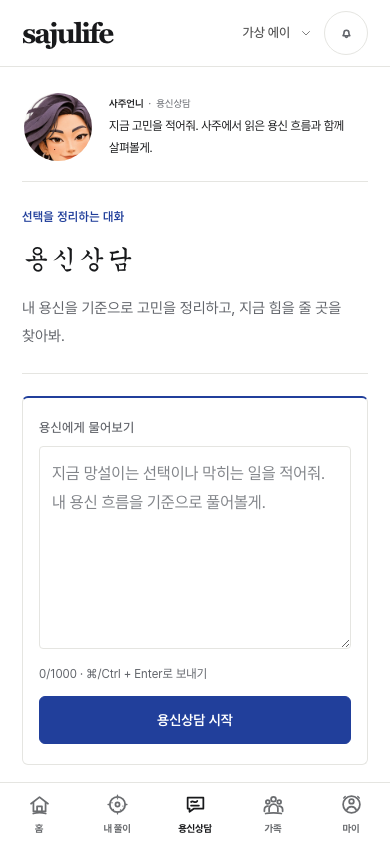 sajulife
가상 에이
사주언니 · 용신상담
지금 고민을 적어줘. 사주에서 읽은 용신 흐름과 함께
살펴볼게.
선택을 정리하는 대화
용신상담
내 용신을 기준으로 고민을 정리하고, 지금 힘을 줄 곳을
찾아봐.
용신에게 물어보기
지금 망설이는 선택이나 막히는 일을 적어줘.
내 용신 흐름을 기준으로 풀어볼게.
0/1000 · ⌘/Ctrl + Enter로 보내기
용신상담 시작
홈
내 풀이
용신상담
가족
마이